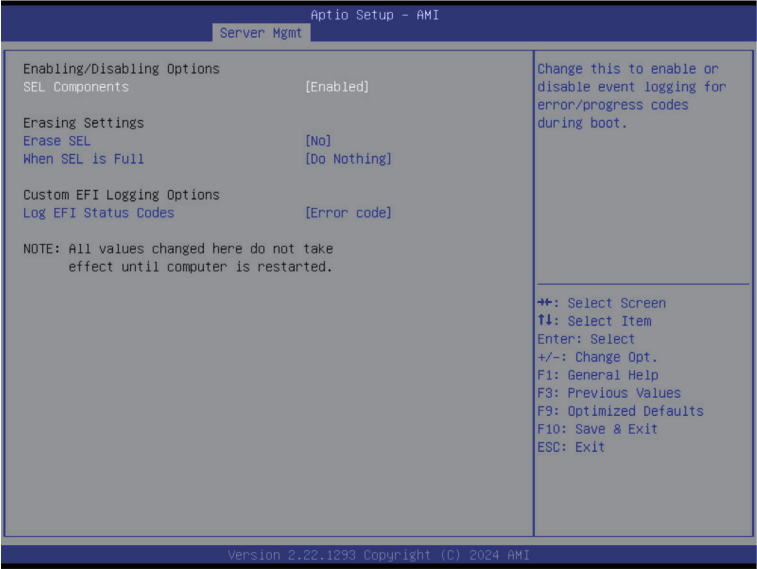 Aptio Setup – AMI
Server Mgmt
Enabling/Disabling Options
SEL Components [Enabled]
Erasing Settings
Erase SEL [No]
When SEL is Full [Do Nothing]
Custom EFI Logging Options
Log EFI Status Codes [Error code]
NOTE: All values changed here do not take
effect until computer is restarted.
Change this to enable or
disable event logging for
error/progress codes
during boot.
→←: Select Screen
↑↓: Select Item
Enter: Select
+/-: Change Opt.
F1: General Help
F3: Previous Values
F9: Optimized Defaults
F10: Save & Exit
ESC: Exit
Version 2.22.1293 Copyright (C) 2024 AMI